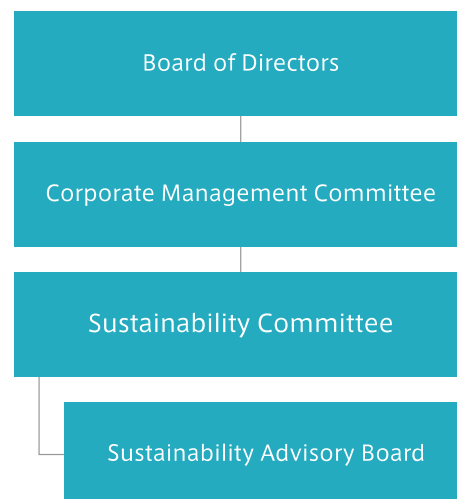 Board of Directors
Corporate Management Committee
Sustainability Committee
Sustainability Advisory Board